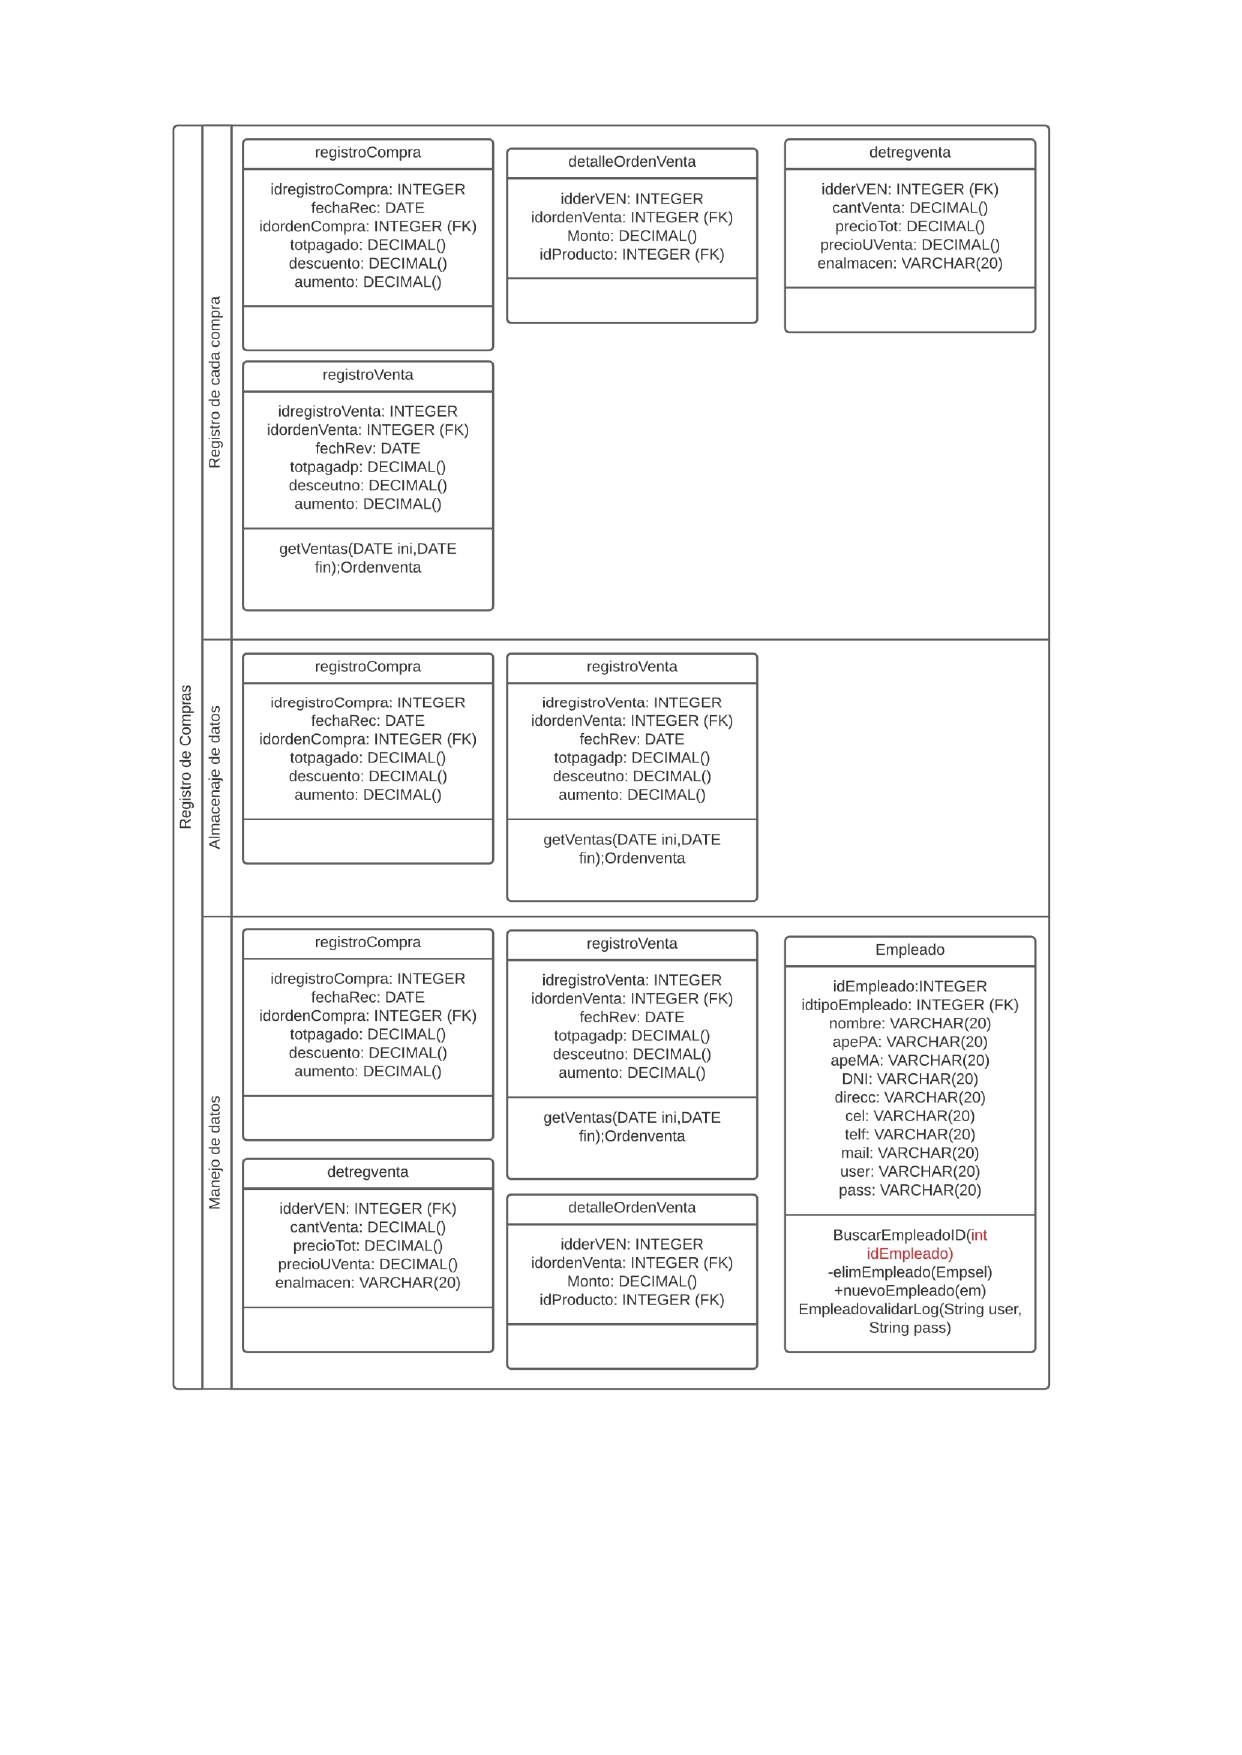 Registro de Compras
Registro de cada compra
registroCompra
idregistroCompra: INTEGER
fechaRec: DATE
idordenCompra: INTEGER (FK)
totpagado: DECIMAL()
descuento: DECIMAL()
aumento: DECIMAL()
detalleOrdenVenta
idderVEN: INTEGER
idordenVenta: INTEGER (FK)
Monto: DECIMAL()
idProducto: INTEGER (FK)
detregventa
idderVEN: INTEGER (FK)
cantVenta: DECIMAL()
precioTot: DECIMAL()
precioUVenta: DECIMAL()
enalmacen: VARCHAR(20)
registroVenta
idregistroVenta: INTEGER
idordenVenta: INTEGER (FK)
fechRev: DATE
totpagadp: DECIMAL()
desceutno: DECIMAL()
aumento: DECIMAL()
getVentas(DATE ini,DATE
fin);Ordenventa
Almacenaje de datos
registroCompra
idregistroCompra: INTEGER
fechaRec: DATE
idordenCompra: INTEGER (FK)
totpagado: DECIMAL()
descuento: DECIMAL()
aumento: DECIMAL()
registroVenta
idregistroVenta: INTEGER
idordenVenta: INTEGER (FK)
fechRev: DATE
totpagadp: DECIMAL()
desceutno: DECIMAL()
aumento: DECIMAL()
getVentas(DATE ini,DATE
fin);Ordenventa
Manejo de datos
registroCompra
idregistroCompra: INTEGER
fechaRec: DATE
idordenCompra: INTEGER (FK)
totpagado: DECIMAL()
descuento: DECIMAL()
aumento: DECIMAL()
registroVenta
idregistroVenta: INTEGER
idordenVenta: INTEGER (FK)
fechRev: DATE
totpagadp: DECIMAL()
desceutno: DECIMAL()
aumento: DECIMAL()
getVentas(DATE ini,DATE
fin);Ordenventa
Empleado
idEmpleado:INTEGER
idtipoEmpleado: INTEGER (FK)
nombre: VARCHAR(20)
apePA: VARCHAR(20)
apeMA: VARCHAR(20)
DNI: VARCHAR(20)
direcc: VARCHAR(20)
cel: VARCHAR(20)
telf: VARCHAR(20)
mail: VARCHAR(20)
user: VARCHAR(20)
pass: VARCHAR(20)
BuscarEmpleadoID(int
idEmpleado)
-elimEmpleado(Empsel)
+nuevoEmpleado(em)
EmpleadovalidarLog(String user,
String pass)
detregventa
idderVEN: INTEGER (FK)
cantVenta: DECIMAL()
precioTot: DECIMAL()
precioUVenta: DECIMAL()
enalmacen: VARCHAR(20)
detalleOrdenVenta
idderVEN: INTEGER
idordenVenta: INTEGER (FK)
Monto: DECIMAL()
idProducto: INTEGER (FK)